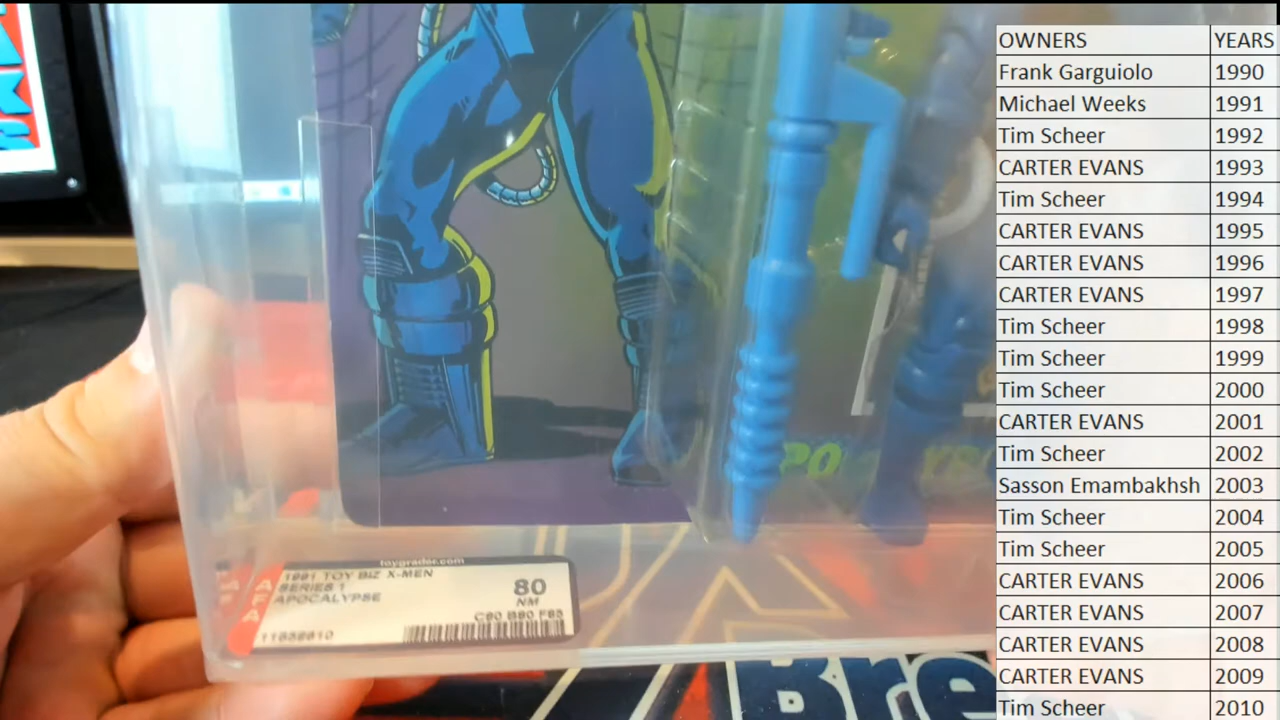 OWNERS YEARS
Frank Garguiolo 1990
Michael Weeks 1991
Tim Scheer 1992
CARTER EVANS 1993
Tim Scheer 1994
CARTER EVANS 1995
CARTER EVANS 1996
CARTER EVANS 1997
Tim Scheer 1998
Tim Scheer 1999
Tim Scheer 2000
CARTER EVANS 2001
Tim Scheer 2002
Sasson Emambakhsh 2003
Tim Scheer 2004
Tim Scheer 2005
CARTER EVANS 2006
CARTER EVANS 2007
CARTER EVANS 2008
CARTER EVANS 2009
Tim Scheer 2010
toygrader.com
AFA
1991 TOY BIZ X-MEN
SERIES 1
APOCALYPSE
80
NM
C80 B80 F85
Bre